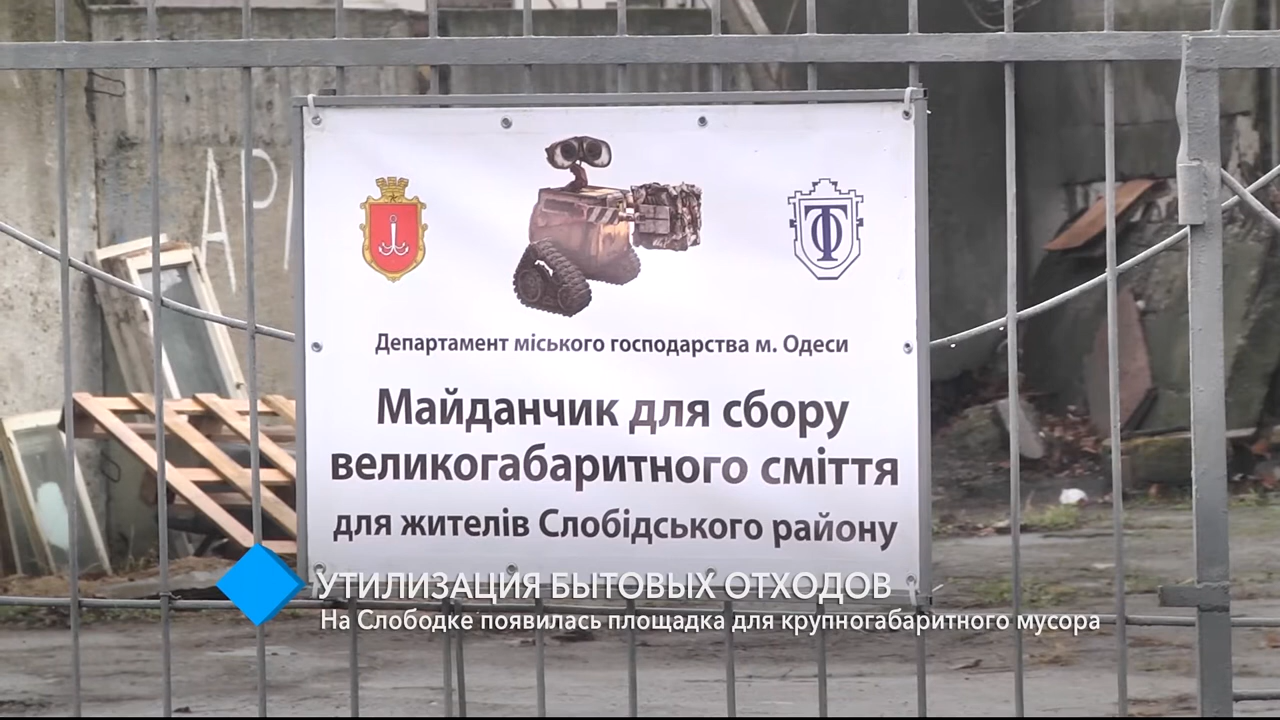 АР
Департамент міського господарства м. Одеси
Майданчик для сбору
великогабаритного сміття
для жителів Слобідського району
УТИЛИЗАЦИЯ БЫТОВЫХ ОТХОДОВ
На Слободке появилась площадка для крупногабаритного мусора